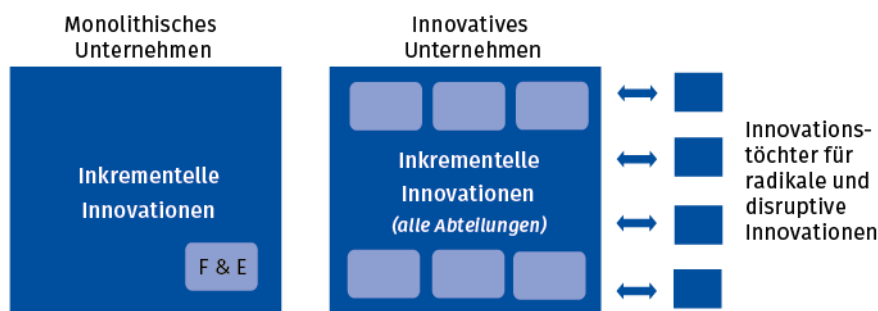 Monolithisches
Unternehmen
Inkrementelle
Innovationen
F & E
Innovatives
Unternehmen
Inkrementelle
Innovationen
(alle Abteilungen)
Innovations-
töchter für
radikale und
disruptive
Innovationen